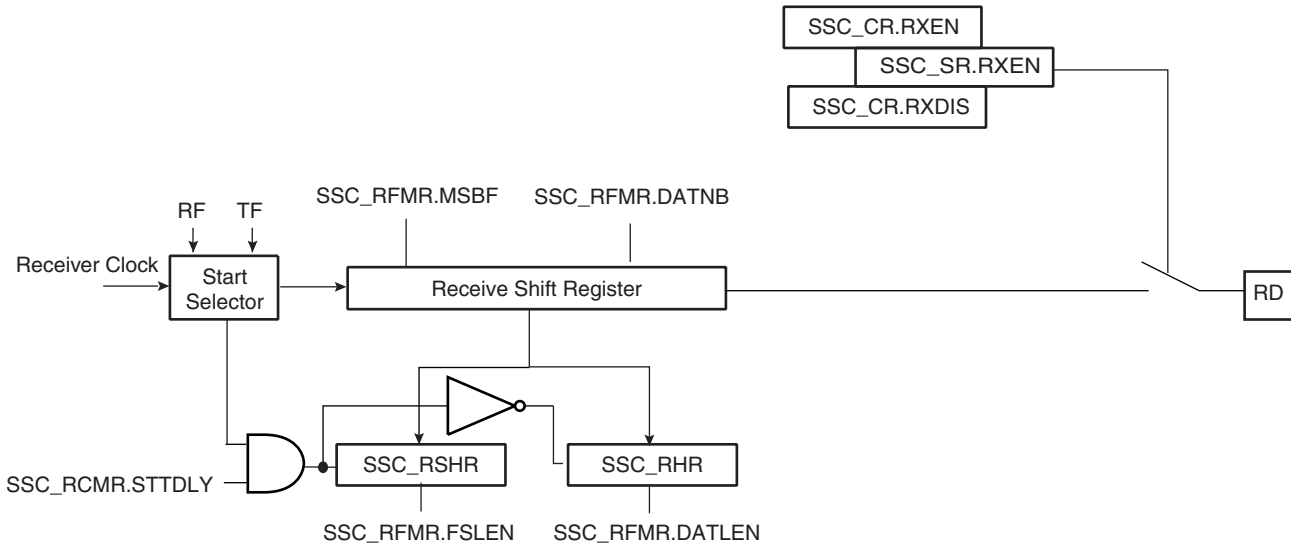 SSC_CR.RXEN
SSC_SR.RXEN
SSC_CR.RXDIS
SSC_RFMR.MSBF
SSC_RFMR.DATNB
RF
TF
Receiver Clock
Start
Selector
Receive Shift Register
RD
SSC_RSHR
SSC_RHR
SSC_RCMR.STTDLY
SSC_RFMR.FSLEN
SSC_RFMR.DATLEN